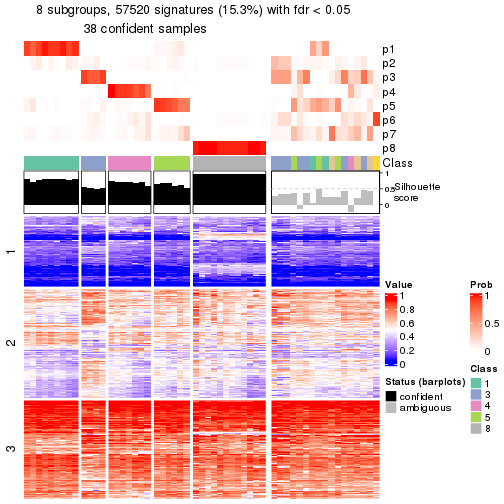 8 subgroups, 57520 signatures (15.3%) with fdr < 0.05
38 confident samples
p1
p2
p3
p4
p5
p6
p7
p8
Class
1
0.5
0
Silhouette
score
1
2
3
Value
1
0.8
0.6
0.4
0.2
0
Status (barplots)
confident
ambiguous
Prob
1
0.5
0
Class
1
3
4
5
8